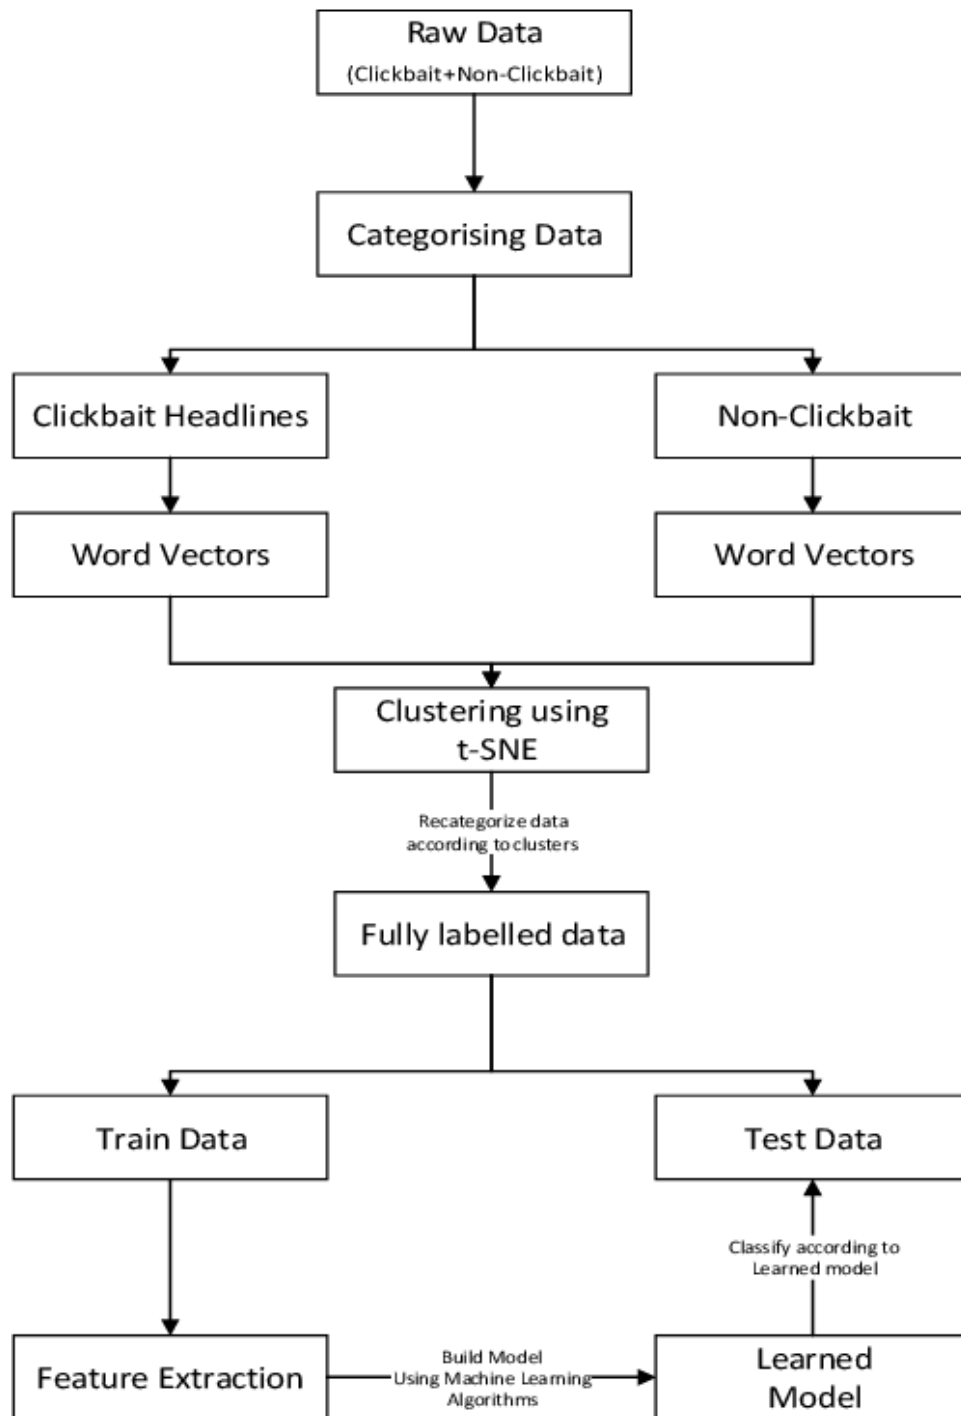 Raw Data
(Clickbait+Non-Clickbait)
Categorising Data
Clickbait Headlines
Non-Clickbait
Word Vectors
Word Vectors
Clustering using
t-SNE
Recategorize data
according to clusters
Fully labelled data
Train Data
Test Data
Classify according to
Learned model
Feature Extraction
Build Model
Using Machine Learning
Algorithms
Learned
Model